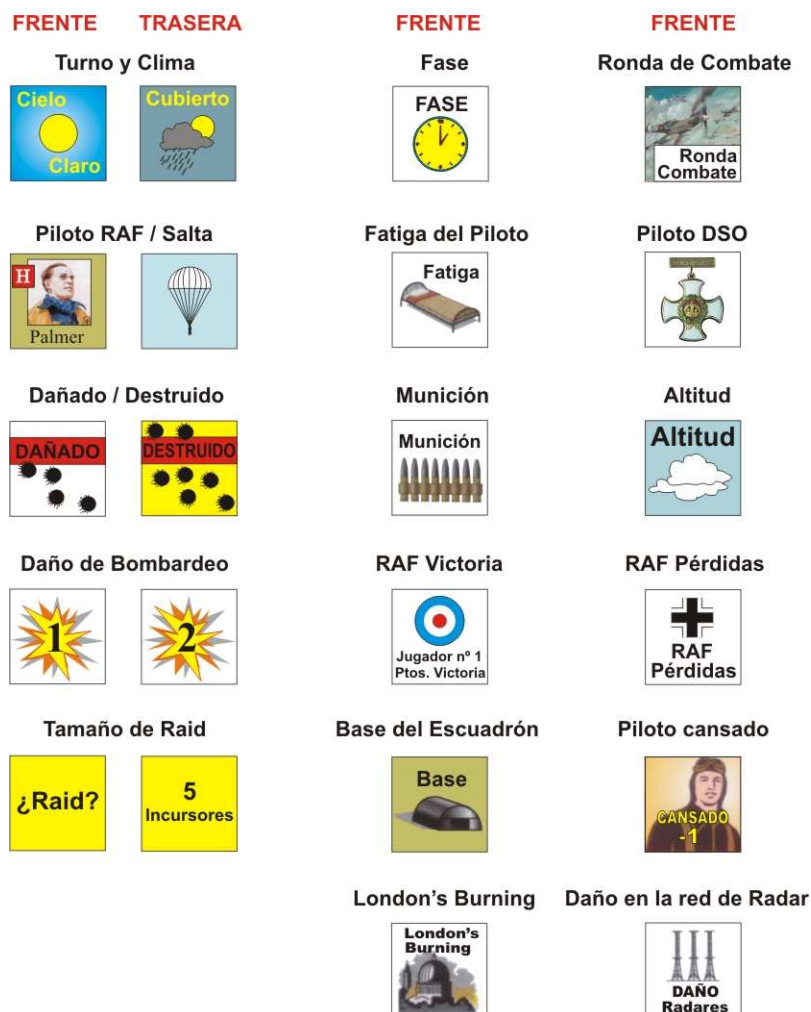 FRENTE TRASERA FRENTE FRENTE
Turno y Clima Fase Ronda de Combate
Cielo
Claro
Cubierto
FASE
Ronda
Combate
Piloto RAF / Salta Fatiga del Piloto Piloto DSO
H
Palmer
Fatiga
Dañado / Destruido Munición Altitud
DAÑADO
DESTRUIDO
Munición
Altitud
Daño de Bombardeo RAF Victoria RAF Pérdidas
1
2
Jugador nº 1
Ptos. Victoria
RAF
Pérdidas
Tamaño de Raid Base del Escuadrón Piloto cansado
¿Raid?
5
Incursores
Base
CANSADO
-1
London's Burning Daño en la red de Radar
London's
Burning
DAÑO
Radares